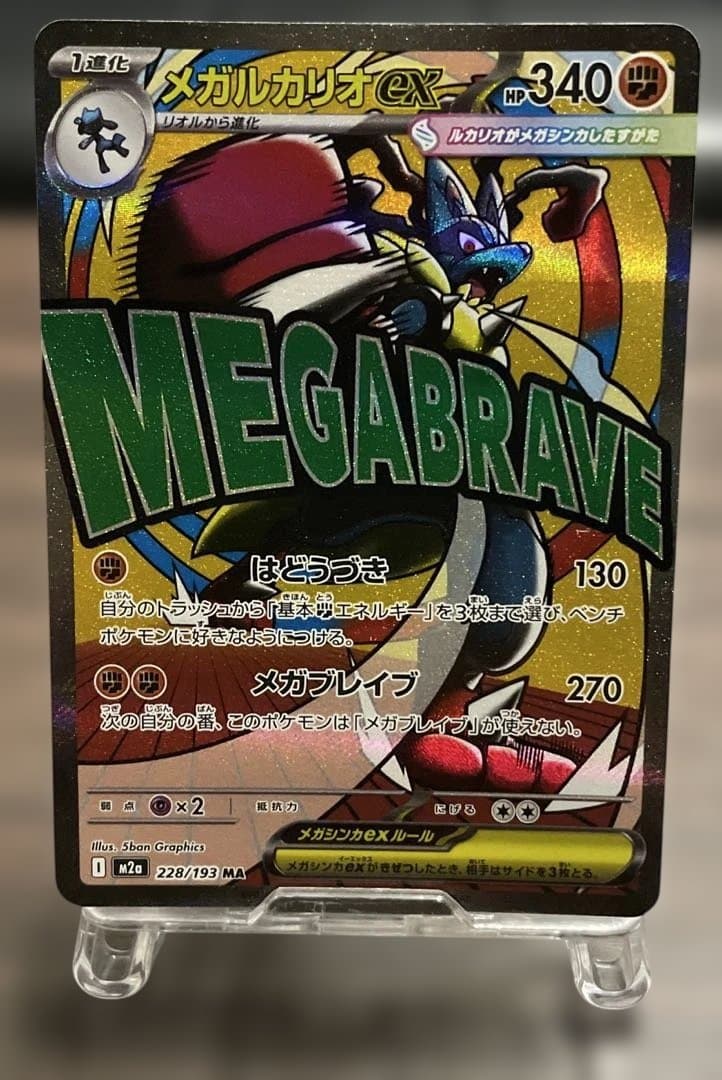 1進化
メガルカリオex
HP340
リオルから進化
ルカリオがメガシンカしたすがた
MEGABRAVE
はどうづき 130
自分のトラッシュから「基本闘エネルギー」を3枚まで選び、ベンチ
ポケモンに好きなようにつける。
メガブレイブ 270
次の自分の番、このポケモンは「メガブレイブ」が使えない。
弱点 ×2 抵抗力 にげる
Illus. 5ban Graphics
メガシンカexルール
メガシンカexがきぜつしたとき、相手はサイドを3枚とる。
I M2a 228/193 MA